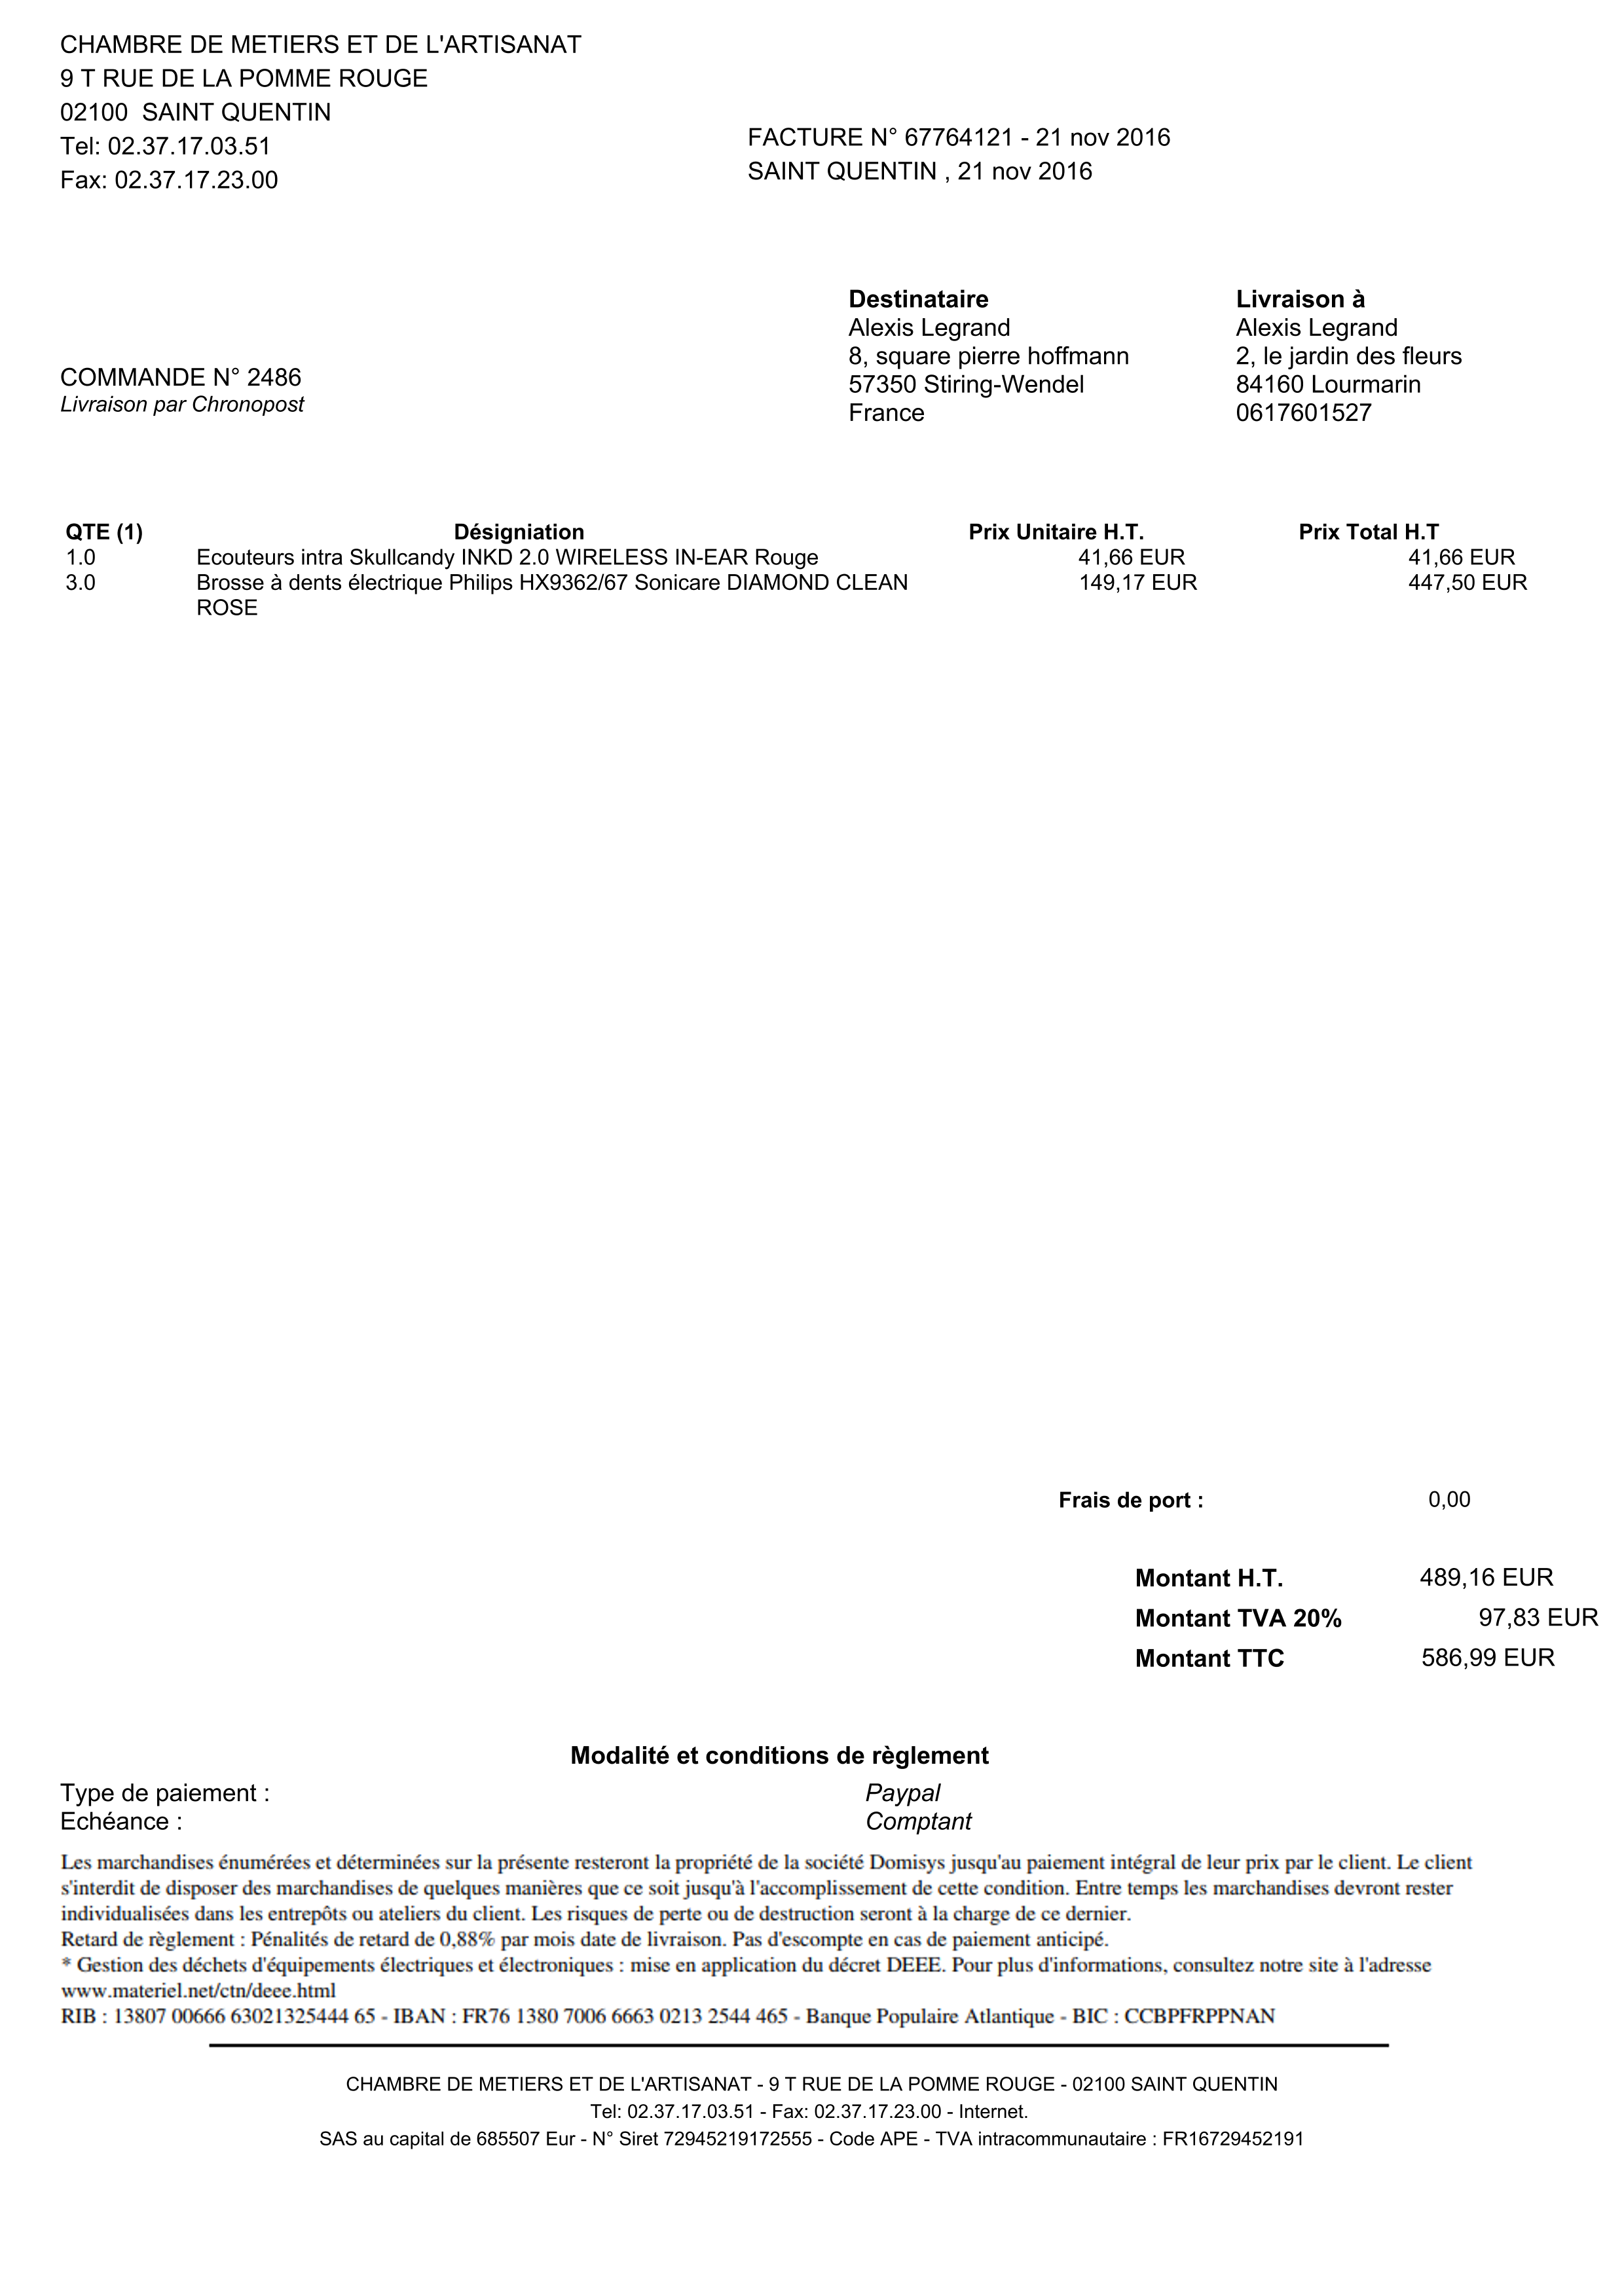 CHAMBRE DE METIERS ET DE L'ARTISANAT
9 T RUE DE LA POMME ROUGE
02100 SAINT QUENTIN
Tel: 02.37.17.03.51
Fax: 02.37.17.23.00
FACTURE N° 67764121 - 21 nov 2016
SAINT QUENTIN , 21 nov 2016
COMMANDE N° 2486
Livraison par Chronopost
Destinataire
Alexis Legrand
8, square pierre hoffmann
57350 Stiring-Wendel
France
Livraison à
Alexis Legrand
2, le jardin des fleurs
84160 Lourmarin
0617601527
QTE (1) Désigniation Prix Unitaire H.T. Prix Total H.T
1.0 Ecouteurs intra Skullcandy INKD 2.0 WIRELESS IN-EAR Rouge 41,66 EUR 41,66 EUR
3.0 Brosse à dents électrique Philips HX9362/67 Sonicare DIAMOND CLEAN 149,17 EUR 447,50 EUR
ROSE
Frais de port : 0,00
Montant H.T. 489,16 EUR
Montant TVA 20% 97,83 EUR
Montant TTC 586,99 EUR
Modalité et conditions de règlement
Type de paiement : Paypal
Echéance : Comptant
Les marchandises énumérées et déterminées sur la présente resteront la propriété de la société Domisys jusqu'au paiement intégral de leur prix par le client. Le client
s'interdit de disposer des marchandises de quelques manières que ce soit jusqu'à l'accomplissement de cette condition. Entre temps les marchandises devront rester
individualisées dans les entrepôts ou ateliers du client. Les risques de perte ou de destruction seront à la charge de ce dernier.
Retard de règlement : Pénalités de retard de 0,88% par mois date de livraison. Pas d'escompte en cas de paiement anticipé.
* Gestion des déchets d'équipements électriques et électroniques : mise en application du décret DEEE. Pour plus d'informations, consultez notre site à l'adresse
www.materiel.net/ctn/deee.html
RIB : 13807 00666 63021325444 65 - IBAN : FR76 1380 7006 6663 0213 2544 465 - Banque Populaire Atlantique - BIC : CCBPFRPPNAN
CHAMBRE DE METIERS ET DE L'ARTISANAT - 9 T RUE DE LA POMME ROUGE - 02100 SAINT QUENTIN
Tel: 02.37.17.03.51 - Fax: 02.37.17.23.00 - Internet.
SAS au capital de 685507 Eur - N° Siret 72945219172555 - Code APE - TVA intracommunautaire : FR16729452191